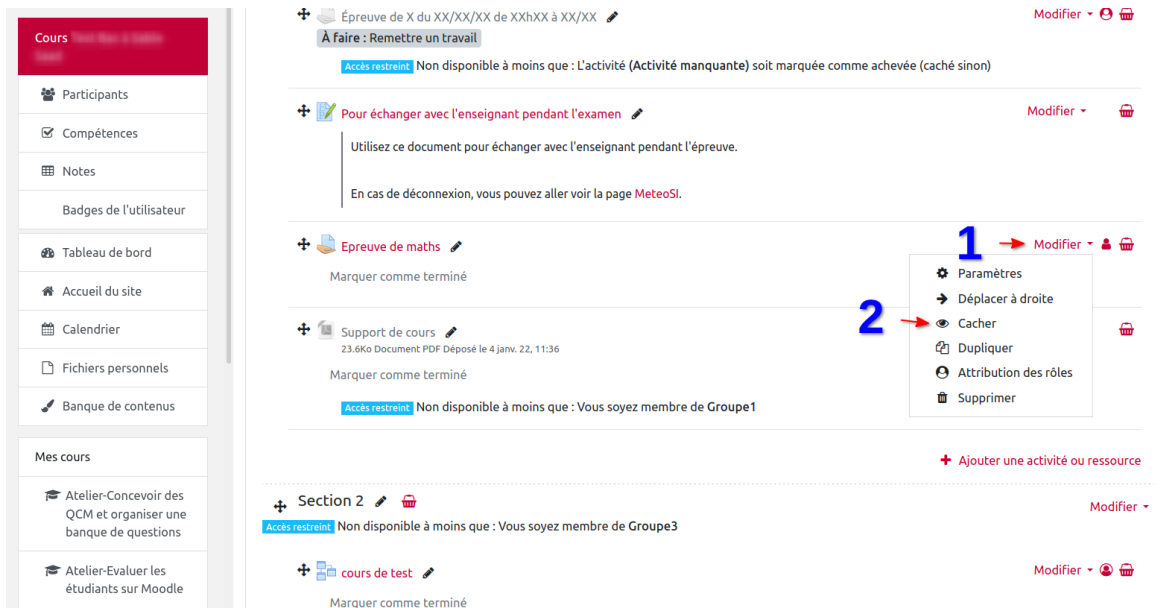 Cours
Participants
Compétences
Notes
Badges de l'utilisateur
Tableau de bord
Accueil du site
Calendrier
Fichiers personnels
Banque de contenus
Mes cours
Atelier-Concevoir des
QCM et organiser une
banque de questions
Atelier-Evaluer les
étudiants sur Moodle
Épreuve de X du XX/XX/XX de XXhXX à XX/XX
Modifier
À faire : Remettre un travail
Accès restreint Non disponible à moins que : L'activité (Activité manquante) soit marquée comme achevée (caché sinon)
Pour échanger avec l'enseignant pendant l'examen
Modifier
Utilisez ce document pour échanger avec l'enseignant pendant l'épreuve.
En cas de déconnexion, vous pouvez aller voir la page MeteoSI.
Epreuve de maths
1
Modifier
Marquer comme terminé
Paramètres
Déplacer à droite
2
Cacher
Dupliquer
Attribution des rôles
Supprimer
Support de cours
23.6Ko Document PDF Déposé le 4 janv. 22, 11:36
Marquer comme terminé
Accès restreint Non disponible à moins que : Vous soyez membre de Groupe1
Ajouter une activité ou ressource
Section 2
Modifier
Accès restreint Non disponible à moins que : Vous soyez membre de Groupe3
cours de test
Modifier
Marquer comme terminé